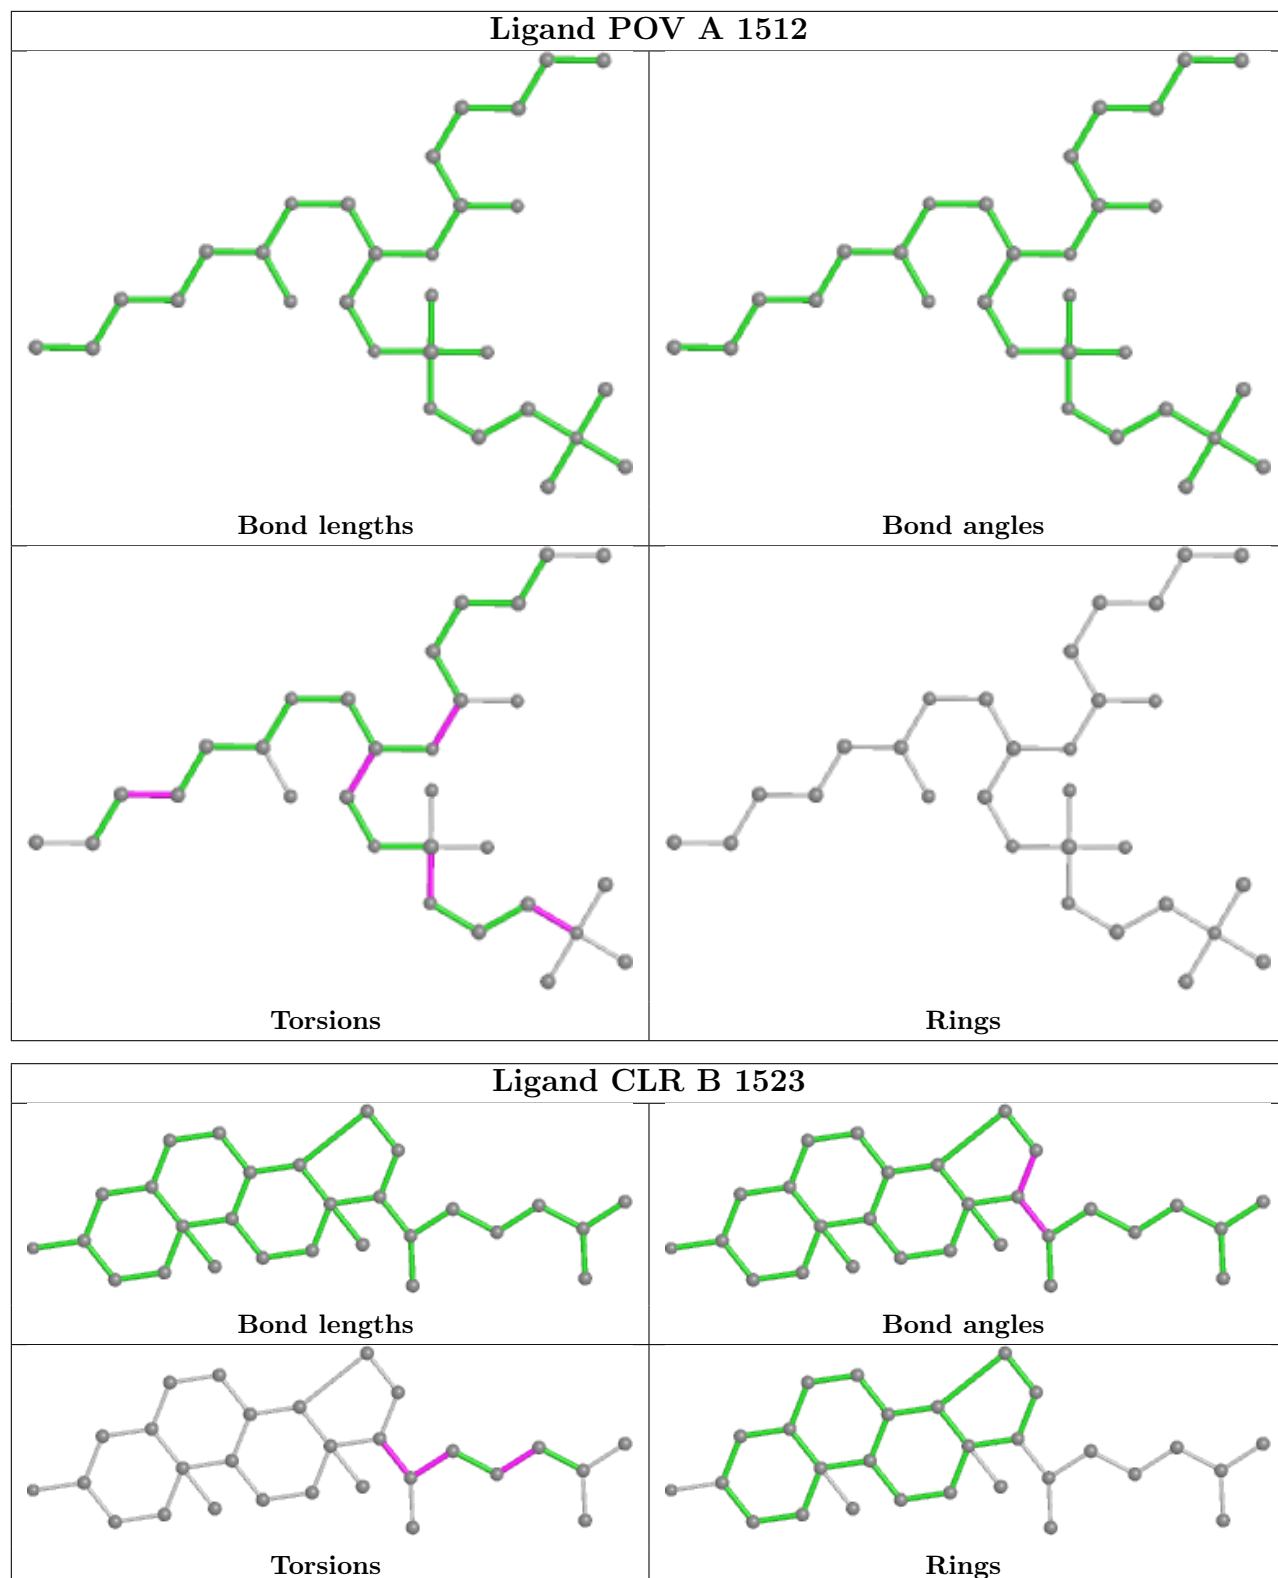 Ligand POV A 1512
Bond lengths
Bond angles
Torsions
Rings
Ligand CLR B 1523
Bond lengths
Bond angles
Torsions
Rings